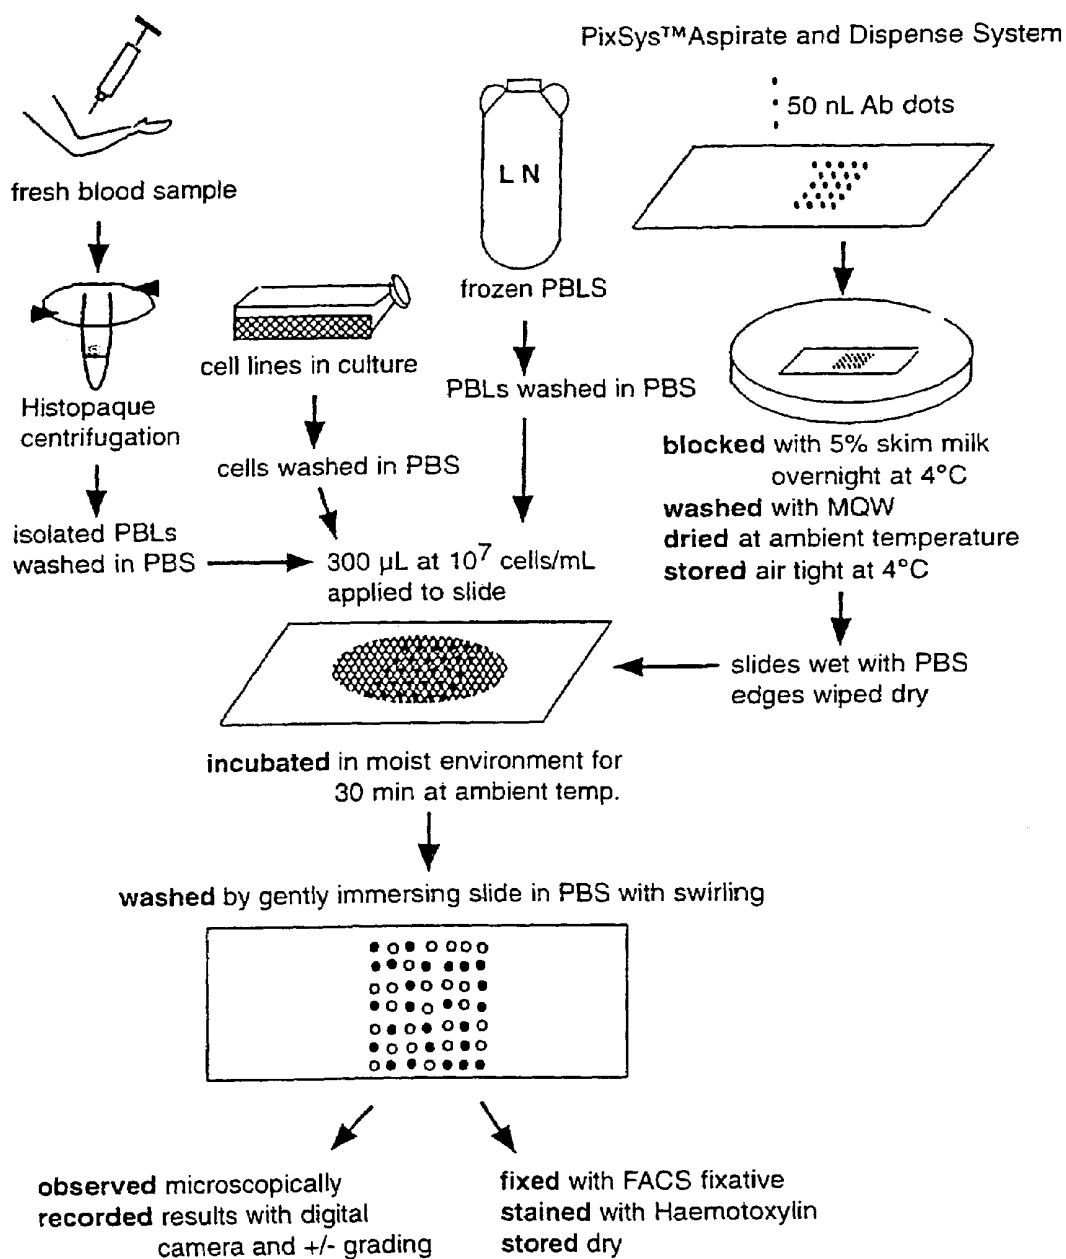 PixSys™Aspirate and Dispense System
50 nL Ab dots
fresh blood sample
L N
frozen PBLS
cell lines in culture
PBLs washed in PBS
Histopaque
centrifugation
cells washed in PBS
blocked with 5% skim milk
overnight at 4°C
washed with MQW
dried at ambient temperature
stored air tight at 4°C
isolated PBLs
washed in PBS
300 µL at 10⁷ cells/mL
applied to slide
slides wet with PBS
edges wiped dry
incubated in moist environment for
30 min at ambient temp.
washed by gently immersing slide in PBS with swirling
observed microscopically
recorded results with digital
camera and +/- grading
fixed with FACS fixative
stained with Haemotoxylin
stored dry